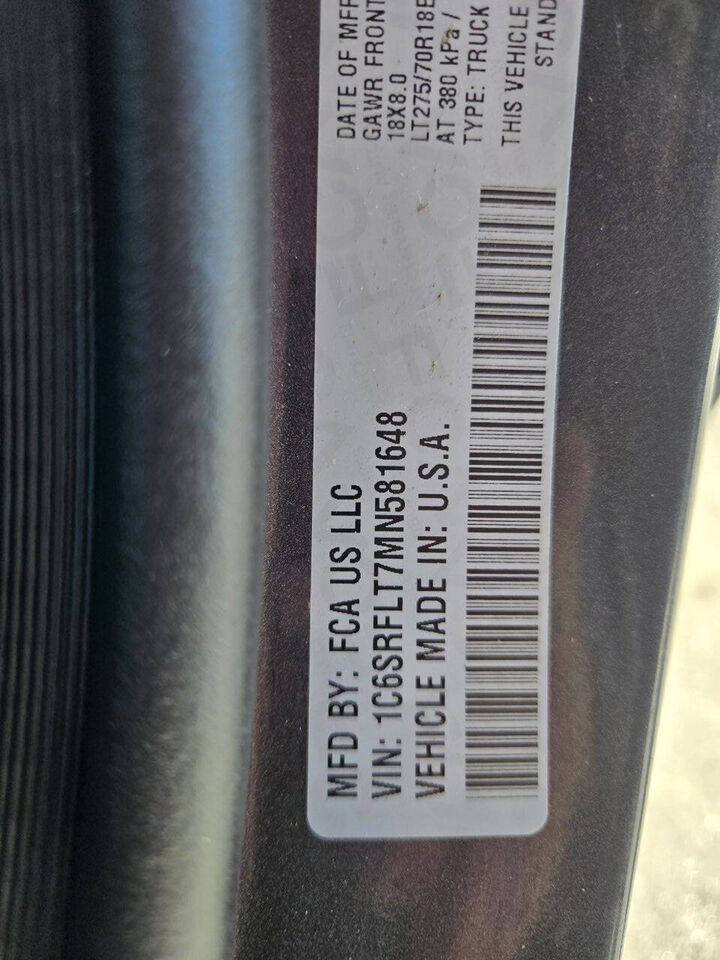 MFD BY: FCA US LLC
VIN: 1C6SRFLT7MN581648
VEHICLE MADE IN: U.S.A.
DATE OF MFR
GAWR FRONT
18X8.0
LT275/70R18E
AT 380 kPa /
TYPE: TRUCK
THIS VEHICLE
STAND